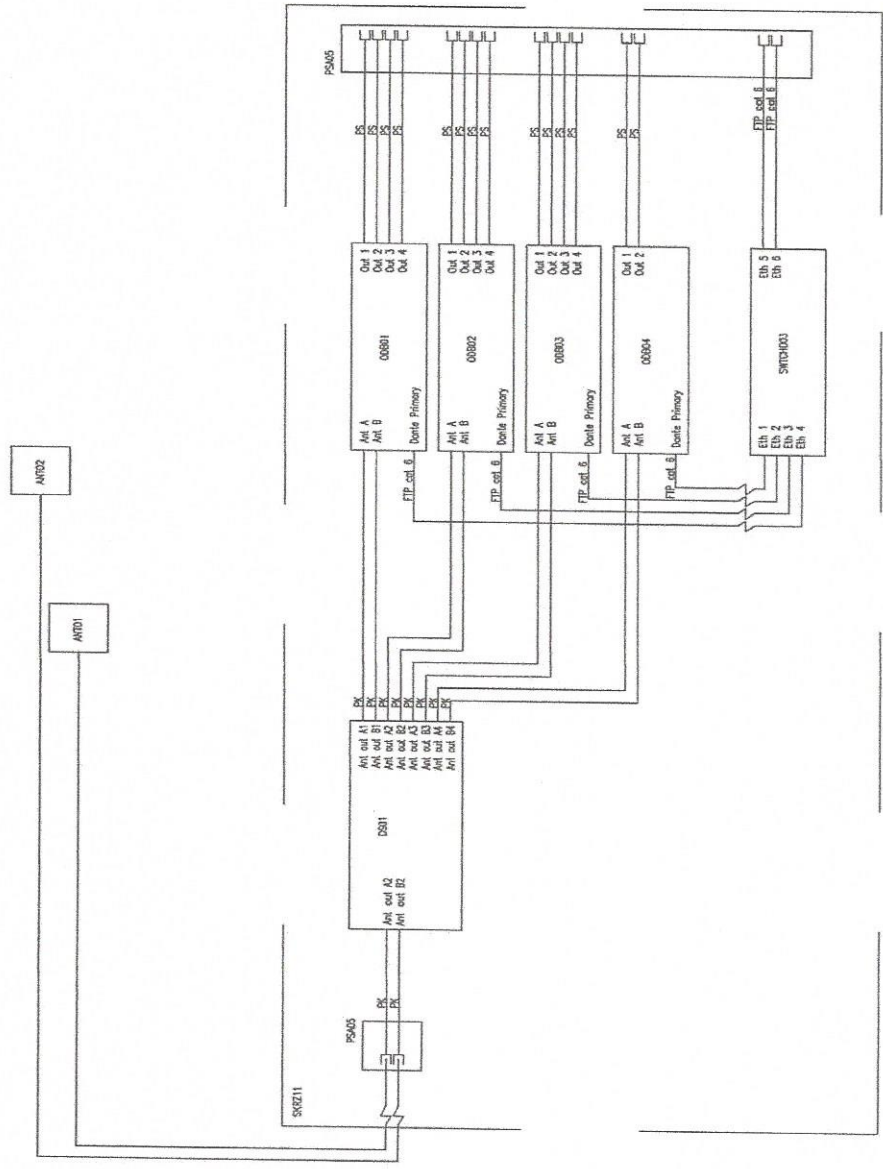 ANT02
ANT01
SKRZ11
PSA05
PK
PK
Ant out A2
Ant out B2
DS01
Ant out A1
Ant out B1
Ant out A2
Ant out B2
Ant out A3
Ant out B3
Ant out A4
Ant out B4
PK
PK
PK
PK
PK
PK
PK
PK
Ant A
Ant B
Dante Primary
FTP cat 6
ODB01
Out 1
Out 2
Out 3
Out 4
PS
PS
PS
PS
Ant A
Ant B
Dante Primary
FTP cat 6
ODB02
Out 1
Out 2
Out 3
Out 4
PS
PS
PS
PS
Ant A
Ant B
Dante Primary
FTP cat 6
ODB03
Out 1
Out 2
Out 3
Out 4
PS
PS
PS
PS
Ant A
Ant B
Dante Primary
FTP cat 6
ODB04
Out 1
Out 2
PS
PS
Eth 1
Eth 2
Eth 3
Eth 4
SWITCHD03
Eth 5
Eth 6
FTP cat 6
FTP cat 6
PSA05